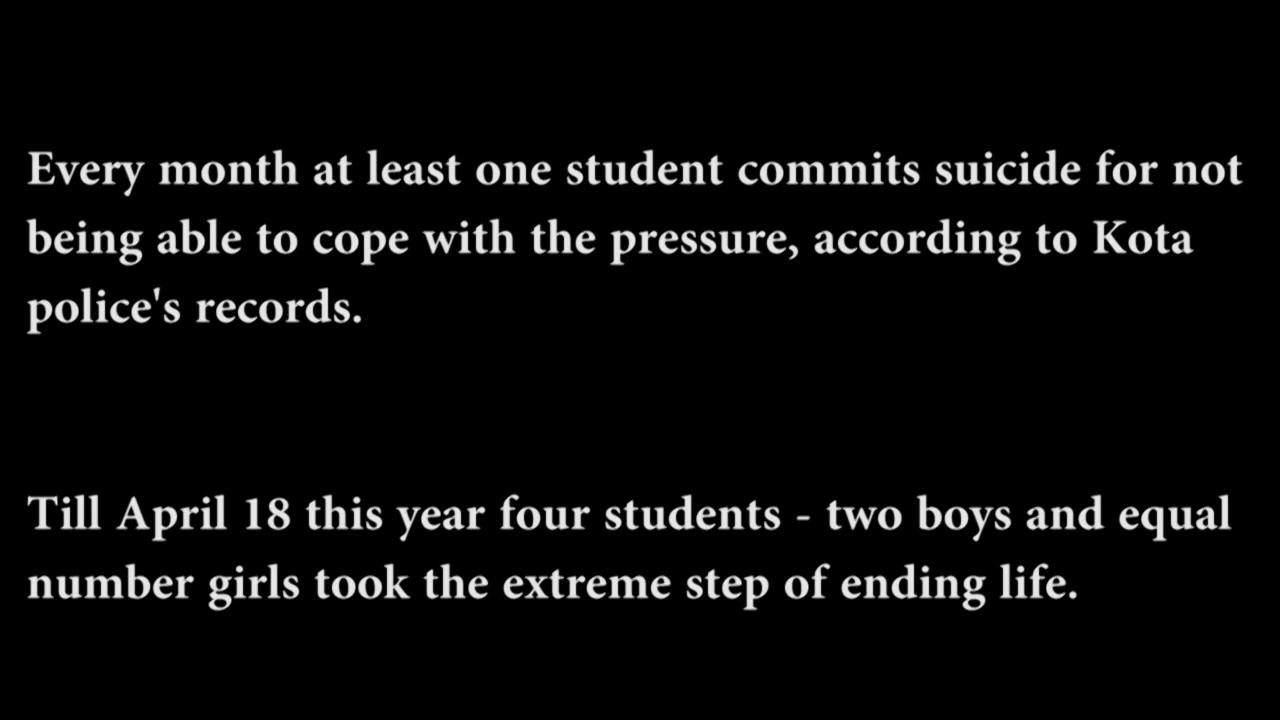 Every month at least one student commits suicide for not
being able to cope with the pressure, according to Kota
police's records.
Till April 18 this year four students - two boys and equal
number girls took the extreme step of ending life.